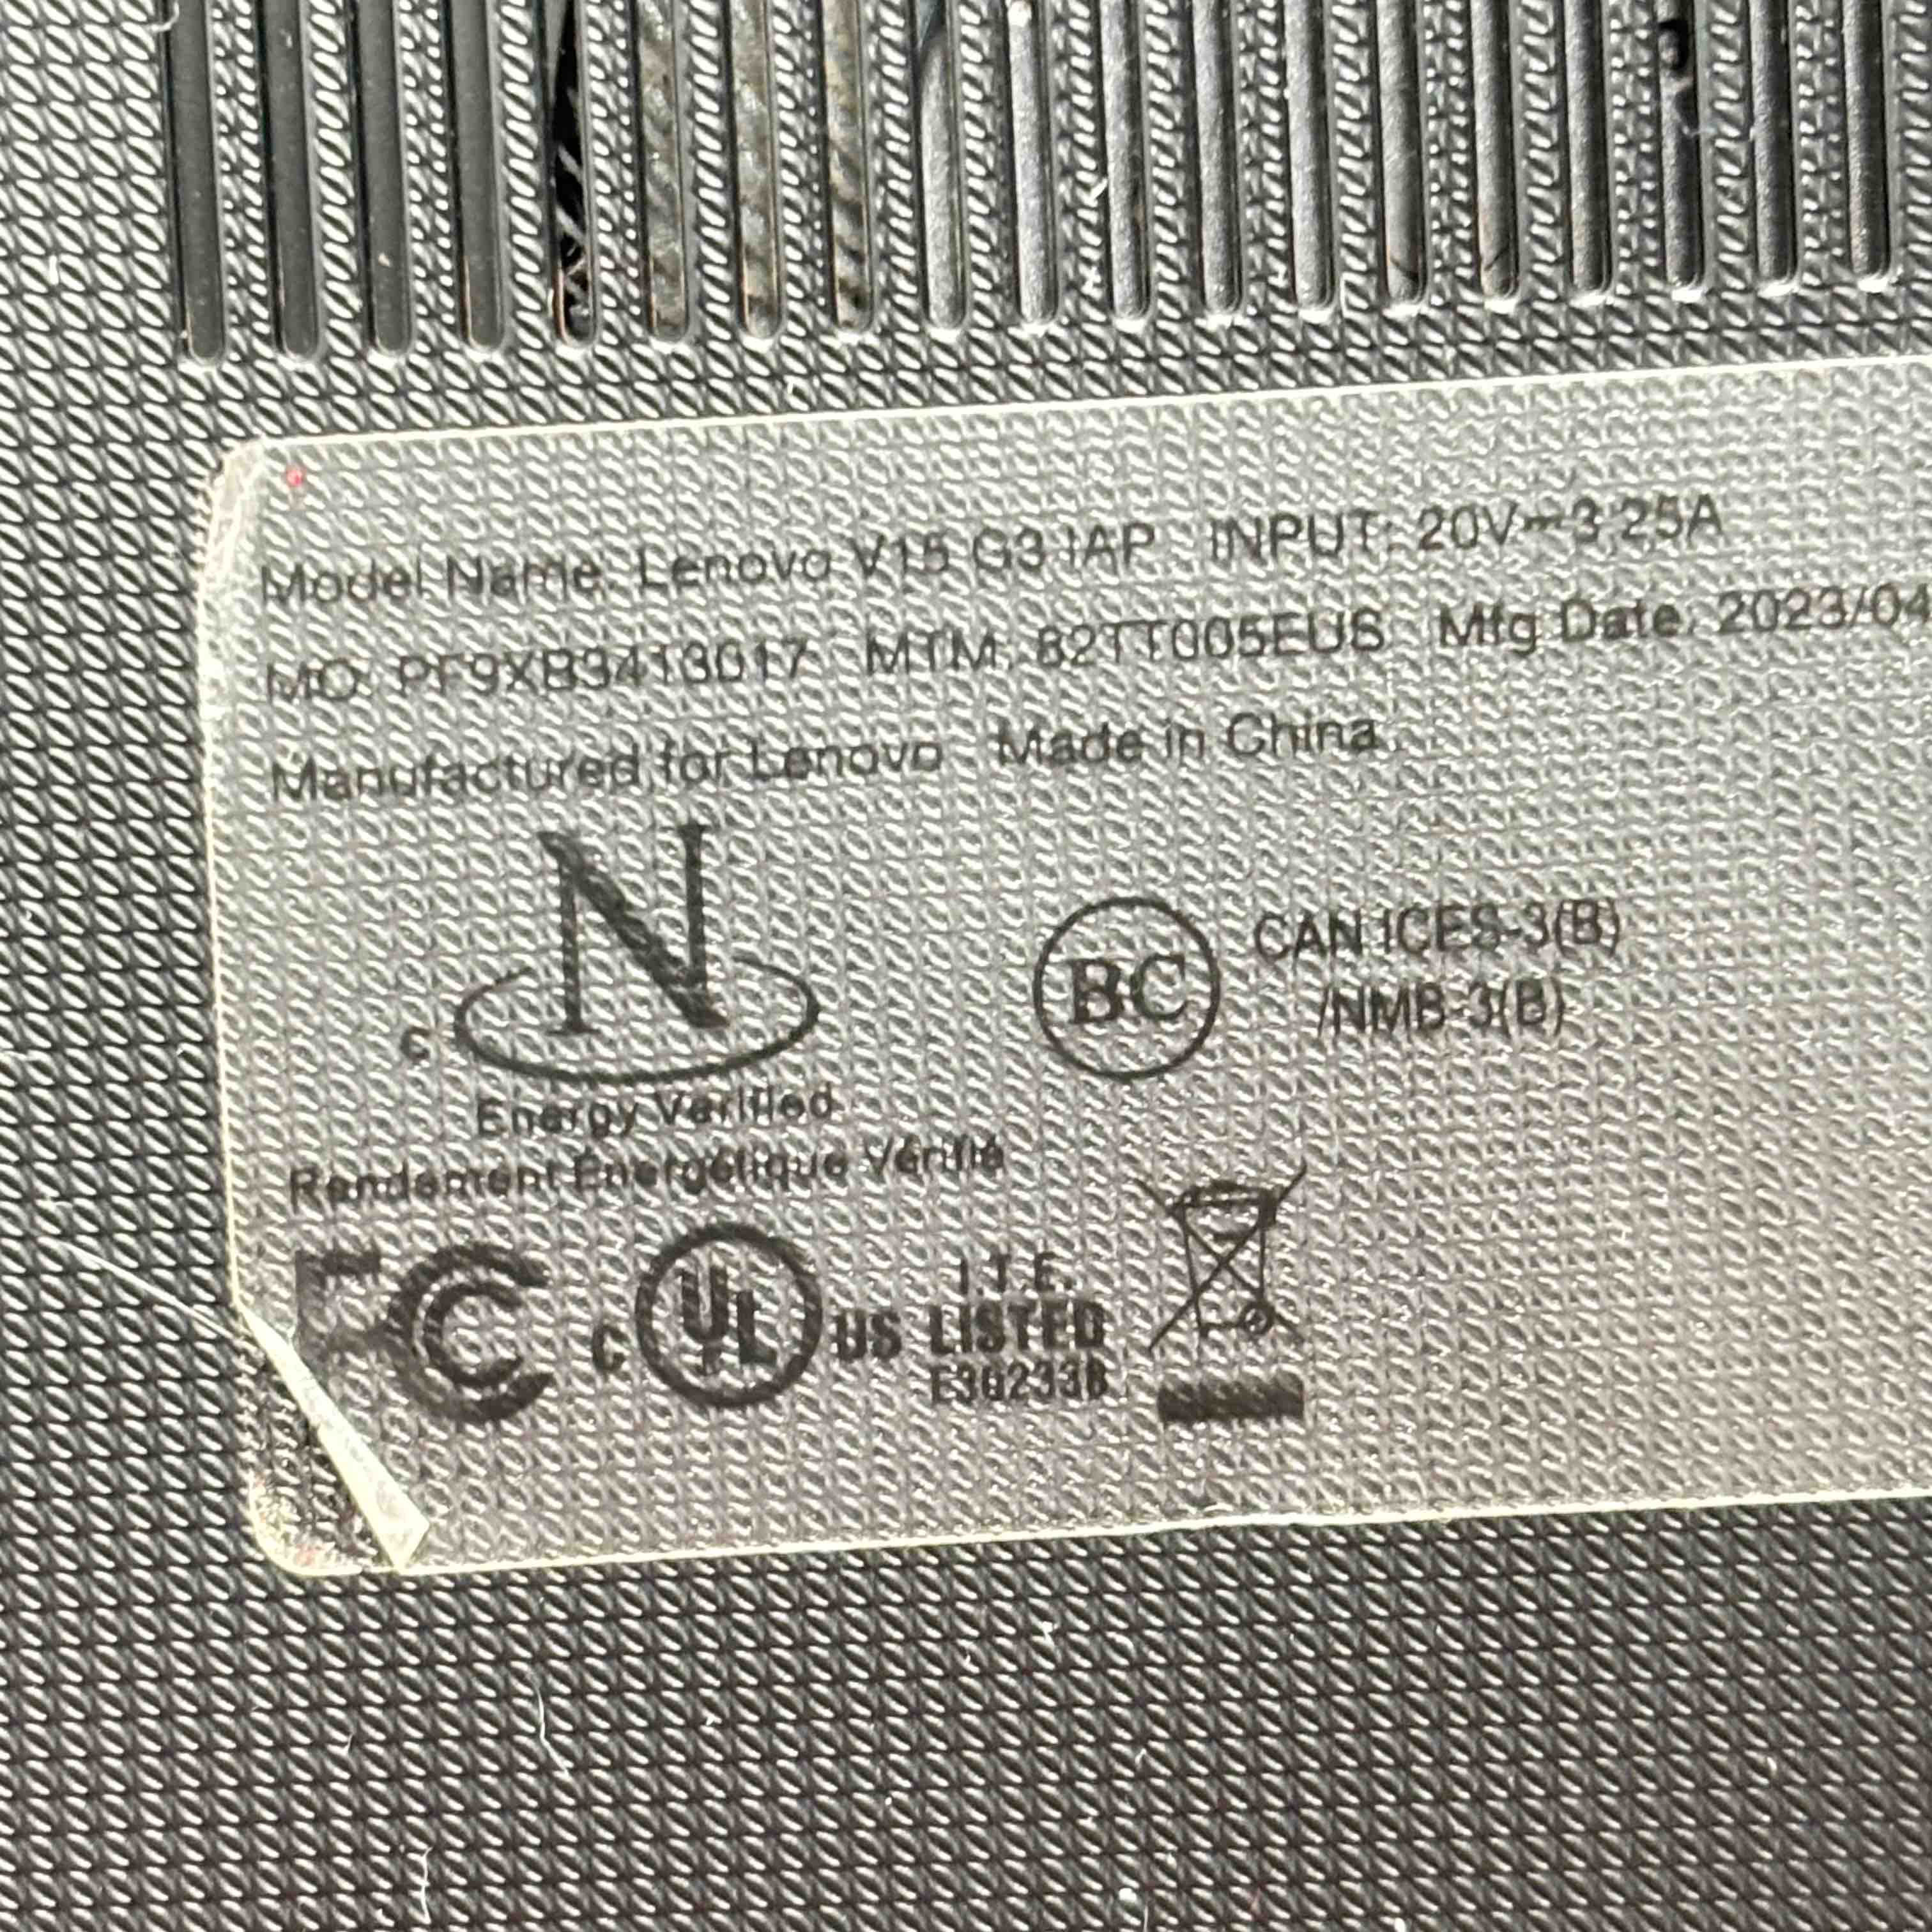 Model Name: Lenovo V15 G3 IAP INPUT: 20V⎓3.25A
MO: PF9XB3413017 MTM: 82TT005EUS Mfg Date: 2023/04
Manufactured for Lenovo Made in China
N
c
Energy Verified
Rendement Énergétique Vérifié
BC
CAN ICES-3(B)
/NMB-3(B)
FC
c UL US
I.T.E.
LISTED